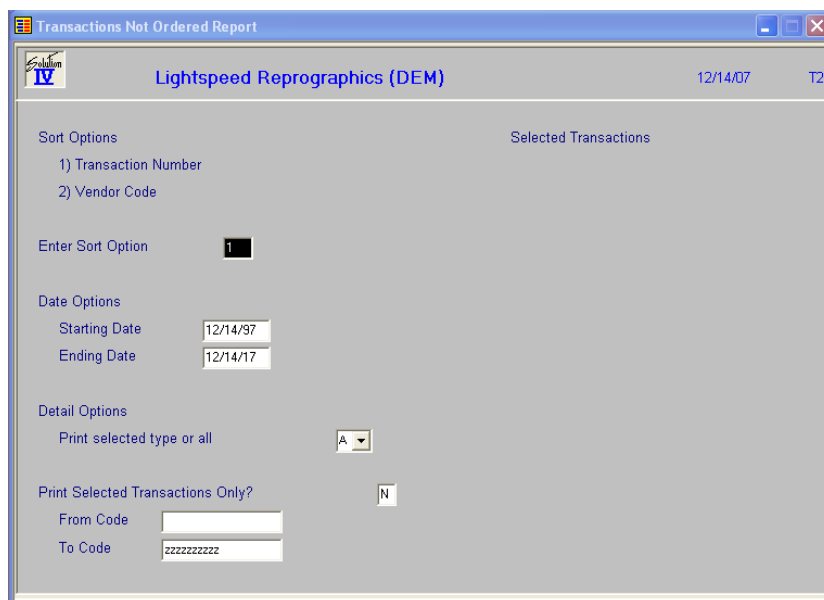 Transactions Not Ordered Report
Solution IV
Lightspeed Reprographics (DEM) 12/14/07 T2
Sort Options Selected Transactions
1) Transaction Number
2) Vendor Code
Enter Sort Option 1
Date Options
Starting Date 12/14/97
Ending Date 12/14/17
Detail Options
Print selected type or all A
Print Selected Transactions Only? N
From Code
To Code zzzzzzzzzz